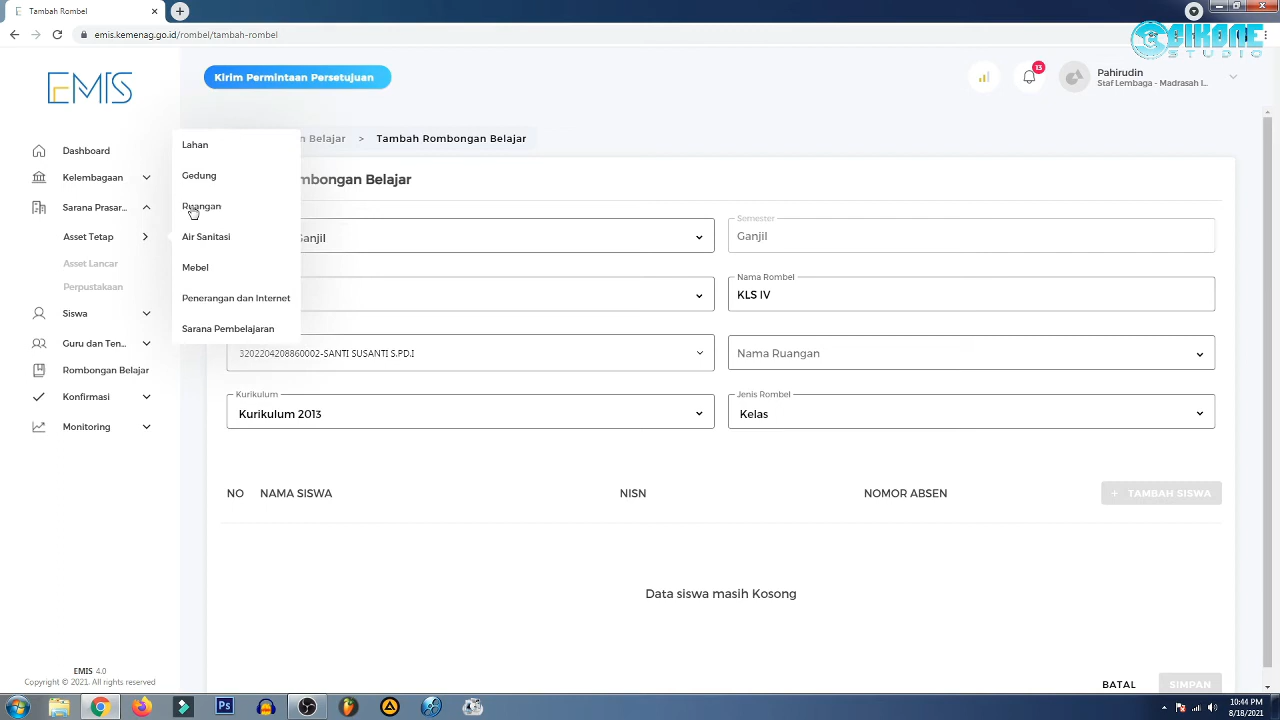 Tambah Rombel
emis.kemenag.go.id/rombel/tambah-rombel
CIKONE
STUDIO
EMIS
Kirim Permintaan Persetujuan
13
Pahirudin
Staf Lembaga - Madrasah I...
Dashboard
Kelembagaan
Sarana Prasar...
Asset Tetap
Asset Lancar
Perpustakaan
Siswa
Guru dan Ten...
Rombongan Belajar
Konfirmasi
Monitoring
Lahan
Gedung
Ruangan
Air Sanitasi
Mebel
Penerangan dan Internet
Sarana Pembelajaran
n Belajar > Tambah Rombongan Belajar
mbongan Belajar
Ganjil
Semester
Ganjil
Nama Rombel
KLS IV
3202204208860002-SANTI SUSANTI S.PD.I
Nama Ruangan
Kurikulum
Kurikulum 2013
Jenis Rombel
Kelas
NO NAMA SISWA NISN NOMOR ABSEN + TAMBAH SISWA
Data siswa masih Kosong
BATAL SIMPAN
EMIS 4.0
Copyright © 2021. All rights reserved
Ps
10:44 PM
8/18/2021